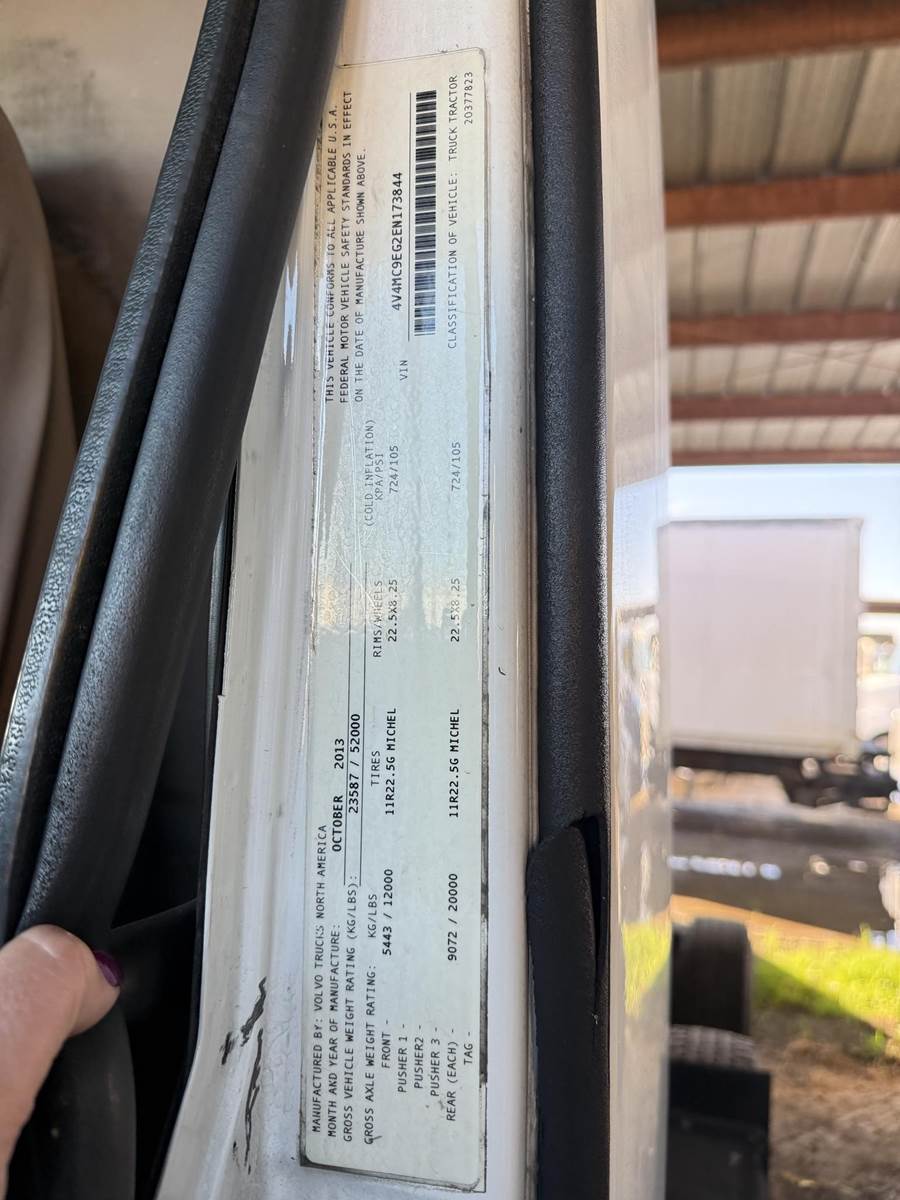 MANUFACTURED BY: VOLVO TRUCKS NORTH AMERICA
MONTH AND YEAR OF MANUFACTURE: OCTOBER 2013
GROSS VEHICLE WEIGHT RATING (KG/LBS): 23587 / 52000
GROSS AXLE WEIGHT RATING: KG/LBS TIRES RIMS/WHEELS (COLD INFLATION) KPA/PSI
FRONT - 5443 / 12000 11R22.5G MICHEL 22.5X8.25 724/105
PUSHER 1 -
PUSHER2 -
PUSHER 3 -
REAR (EACH) - 9072 / 20000 11R22.5G MICHEL 22.5X8.25 724/105
TAG -
THIS VEHICLE CONFORMS TO ALL APPLICABLE U.S.A.
FEDERAL MOTOR VEHICLE SAFETY STANDARDS IN EFFECT
ON THE DATE OF MANUFACTURE SHOWN ABOVE.
VIN 4V4MC9EG2EN173844
CLASSIFICATION OF VEHICLE: TRUCK TRACTOR
20377823